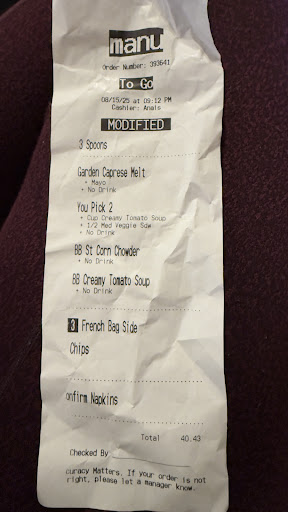 manu
Order Number: 393641
To Go
08/15/25 at 09:12 PM
Cashier: Anais
MODIFIED
3 Spoons
Garden Caprese Melt
+ Mayo
+ No Drink
You Pick 2
+ Cup Creamy Tomato Soup
+ 1/2 Med Veggie Sdw
+ No Drink
BB St Corn Chowder
+ No Drink
BB Creamy Tomato Soup
+ No Drink
3 French Bag Side
Chips
onfirm Napkins
Total 40.43
Checked By
curacy Matters. If your order is not
right, please let a manager know.